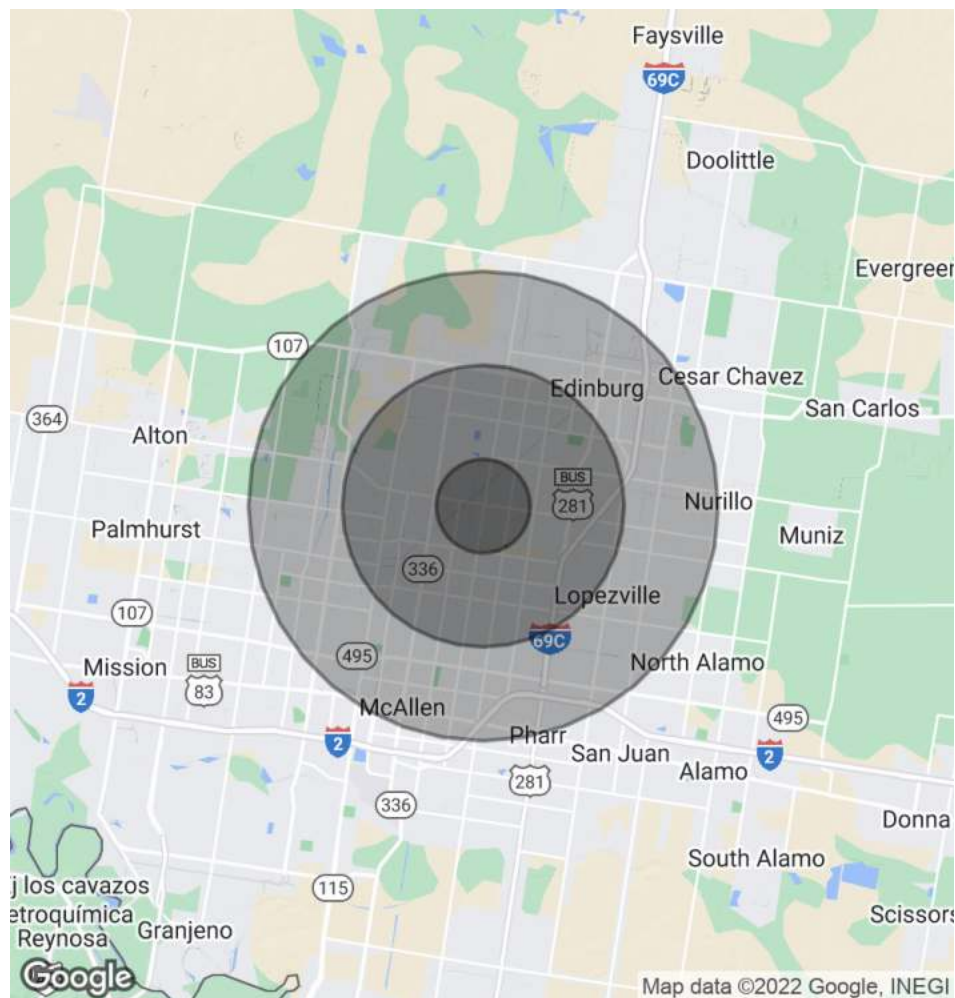 Faysville
69C
Doolittle
Evergreen
107
Cesar Chavez
Edinburg
San Carlos
364
Alton
BUS
281
Nurillo
Palmhurst
Muniz
336
Lopezville
107
69C
495
North Alamo
Mission
BUS
83
2
McAllen
495
2
Pharr
San Juan
2
281
Alamo
336
Donna
South Alamo
115
j los cavazos
etroquímica
Reynosa
Granjeno
Scissors
Google
Map data ©2022 Google, INEGI